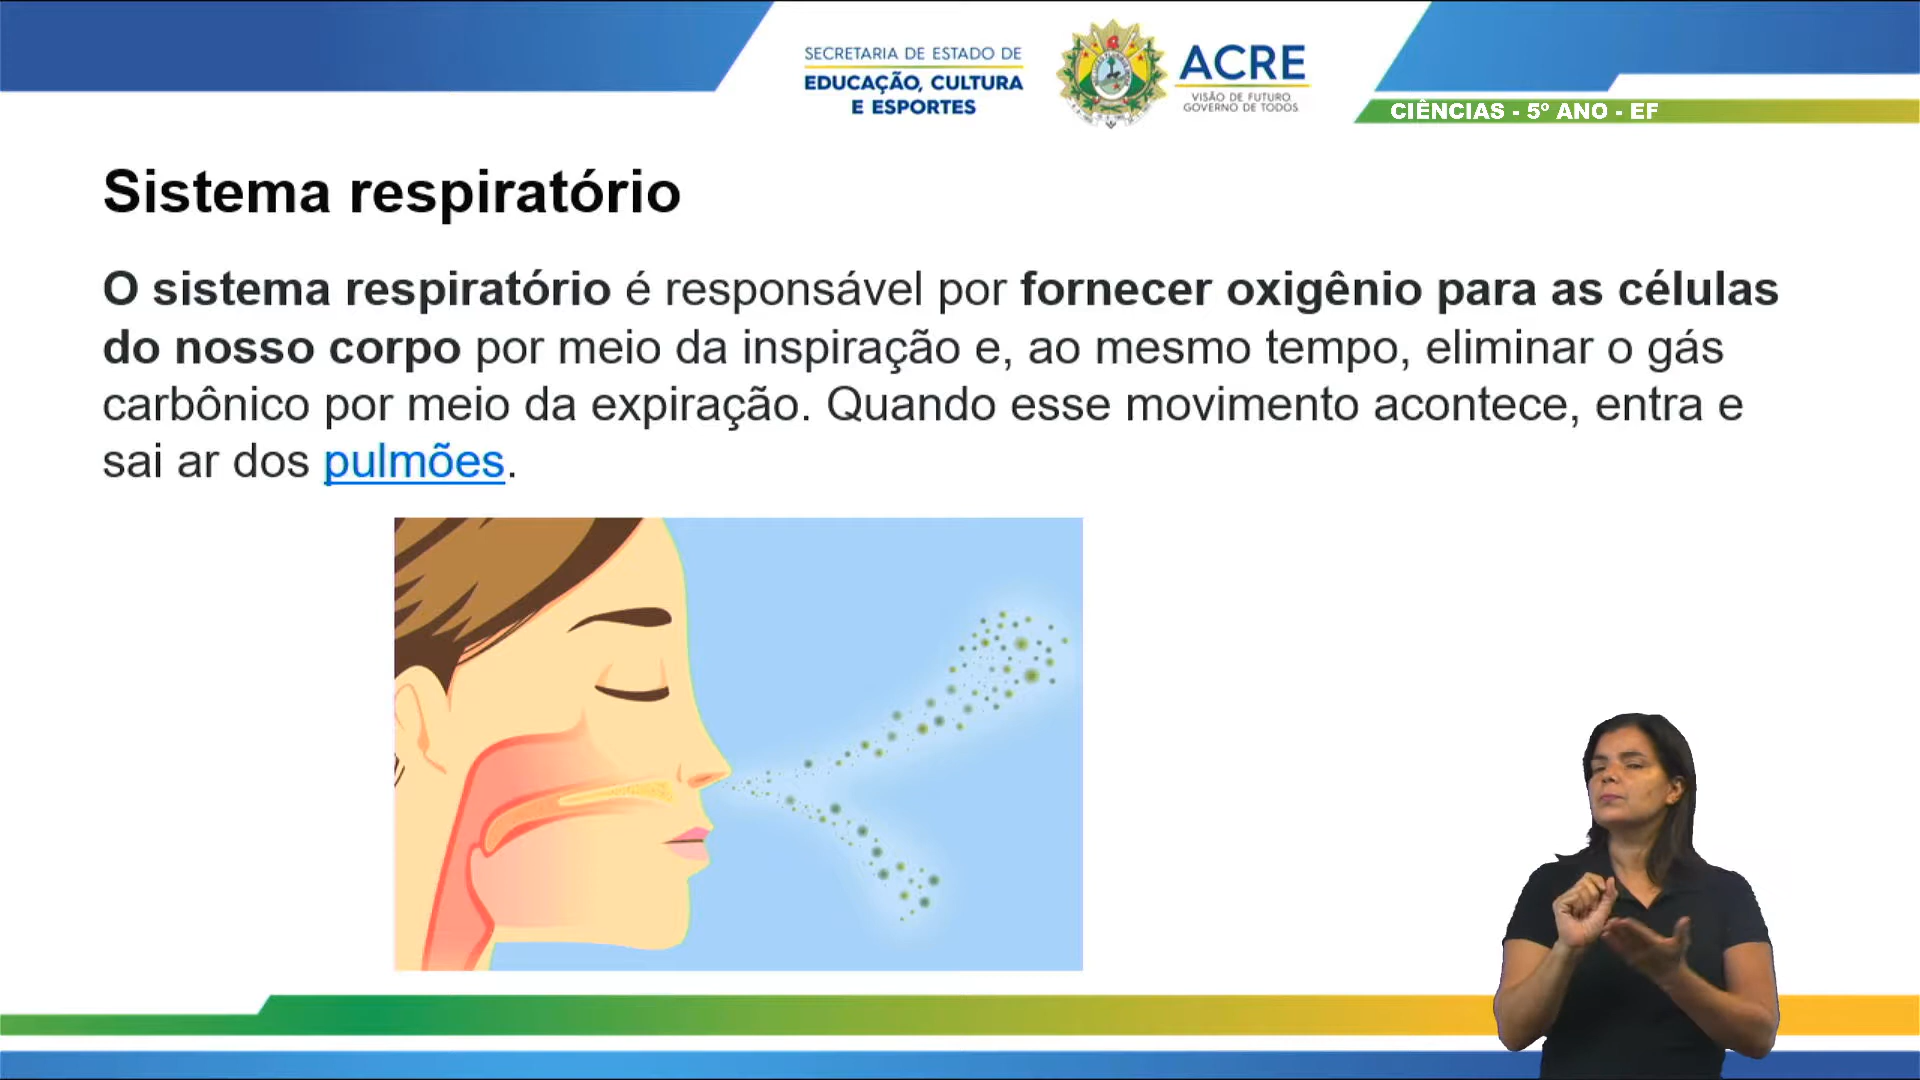 SECRETARIA DE ESTADO DE
EDUCAÇÃO, CULTURA
E ESPORTES
ACRE
VISÃO DE FUTURO.
GOVERNO DE TODOS.
CIÊNCIAS - 5º ANO - EF
Sistema respiratório
O sistema respiratório é responsável por fornecer oxigênio para as células
do nosso corpo por meio da inspiração e, ao mesmo tempo, eliminar o gás
carbônico por meio da expiração. Quando esse movimento acontece, entra e
sai ar dos pulmões.